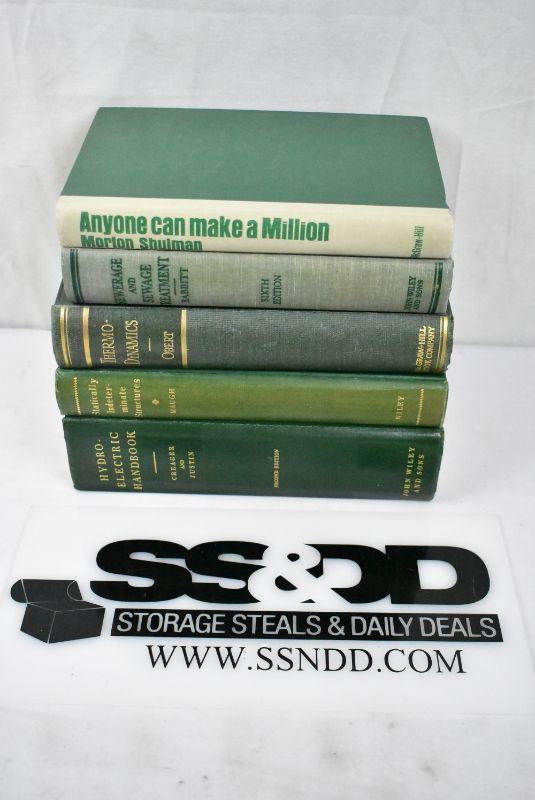 Anyone can make a Million
Morton Shulman
McGraw-Hill
SEWERAGE
AND
SEWAGE
TREATMENT
BABBITT
SIXTH
EDITION
JOHN WILEY
AND SONS
THERMO-
DYNAMICS
OBERT
McGRAW-HILL
BOOK COMPANY
Statically
Indeter-
minate
Structures
MAUGH
WILEY
HYDRO-
ELECTRIC
HANDBOOK
CREAGER
AND
JUSTIN
SECOND EDITION
JOHN WILEY
AND SONS
SS&DD
STORAGE STEALS & DAILY DEALS
WWW.SSNDD.COM